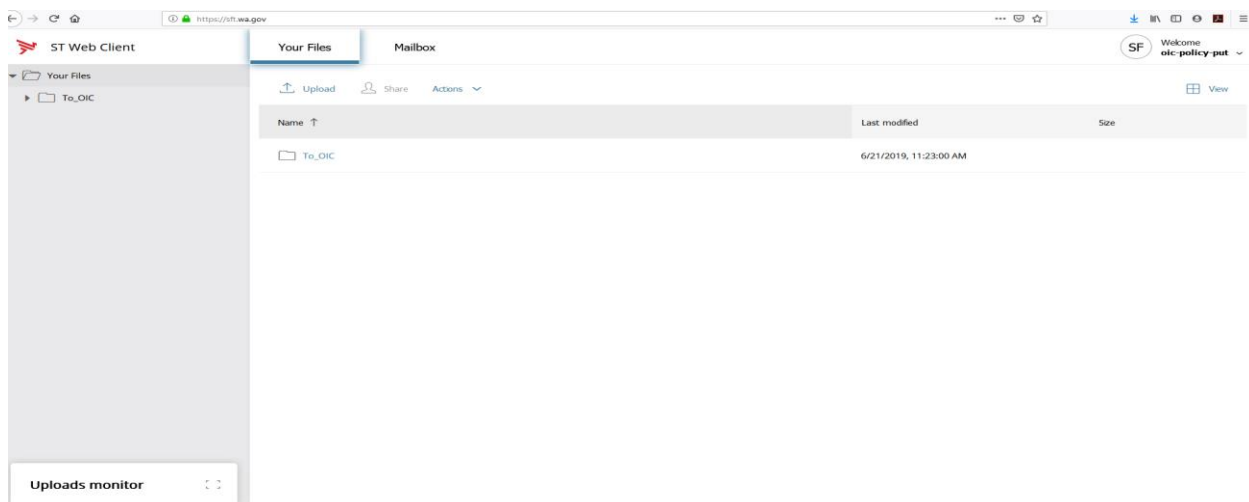 https://sft.wa.gov
ST Web Client
Your Files
Mailbox
SF
Welcome
oic-policy-put
Your Files
To_OIC
Upload
Share
Actions
View
Name
Last modified
Size
To_OIC
6/21/2019, 11:23:00 AM
Uploads monitor